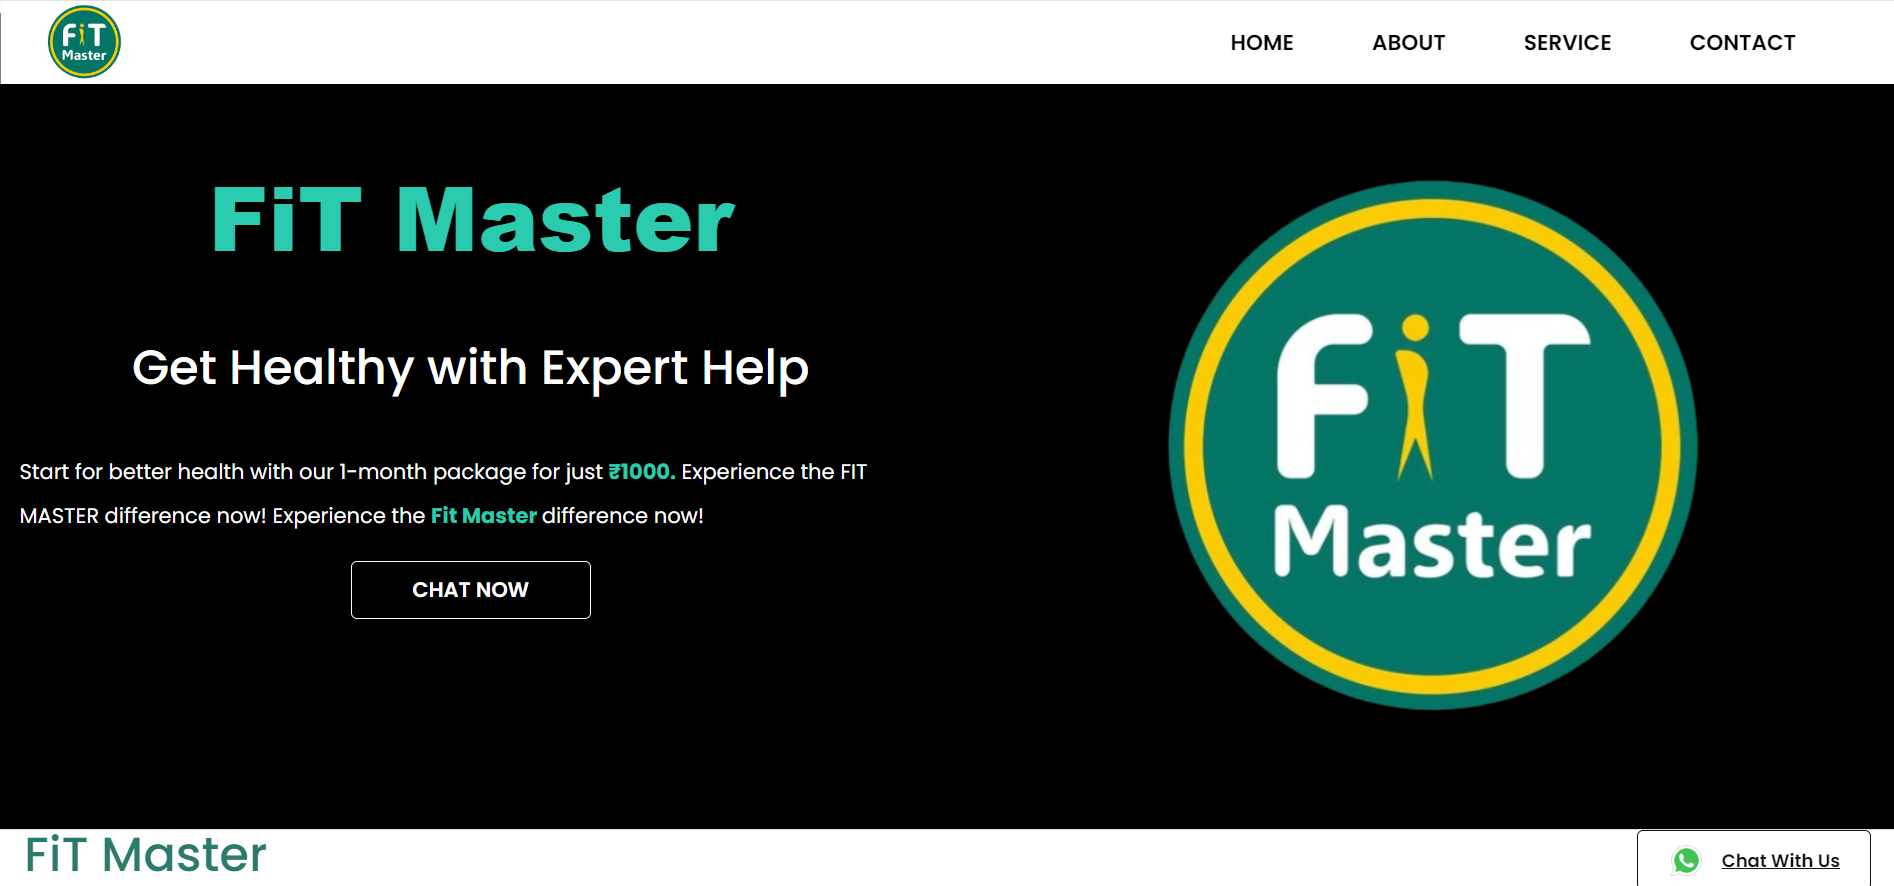 FiT
Master
HOME
ABOUT
SERVICE
CONTACT
FiT Master
Get Healthy with Expert Help
Start for better health with our 1-month package for just ₹1000. Experience the FIT
MASTER difference now! Experience the Fit Master difference now!
CHAT NOW
FiT
Master
FiT Master
Chat With Us